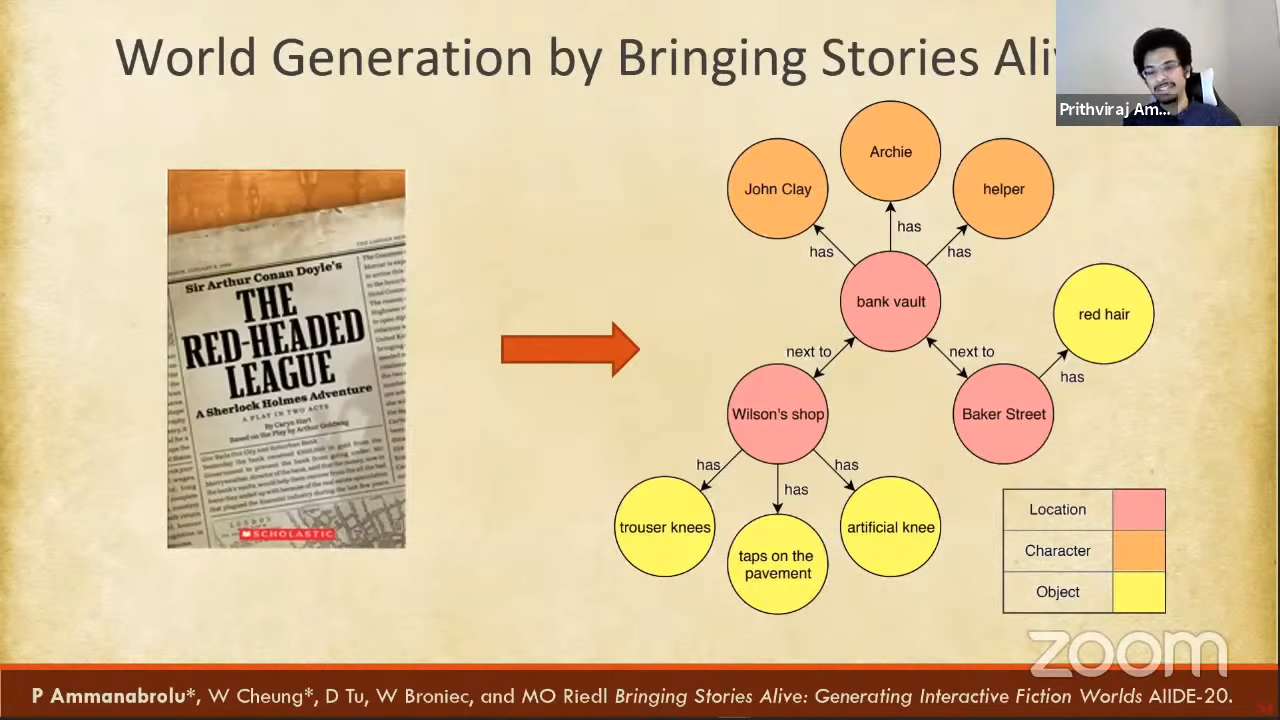 World Generation by Bringing Stories Ali
Prithviraj Am...
Sir Arthur Conan Doyle's
THE
RED-HEADED
LEAGUE
A Sherlock Holmes Adventure
A PLAY IN TWO ACTS
SCHOLASTIC
Archie
John Clay
helper
has
has
has
bank vault
red hair
next to
next to
has
Wilson's shop
Baker Street
has
has
has
trouser knees
taps on the
pavement
artificial knee
Location
Character
Object
zoom
P Ammanabrolu*, W Cheung*, D Tu, W Broniec, and MO Riedl Bringing Stories Alive: Generating Interactive Fiction Worlds AIIDE-20.